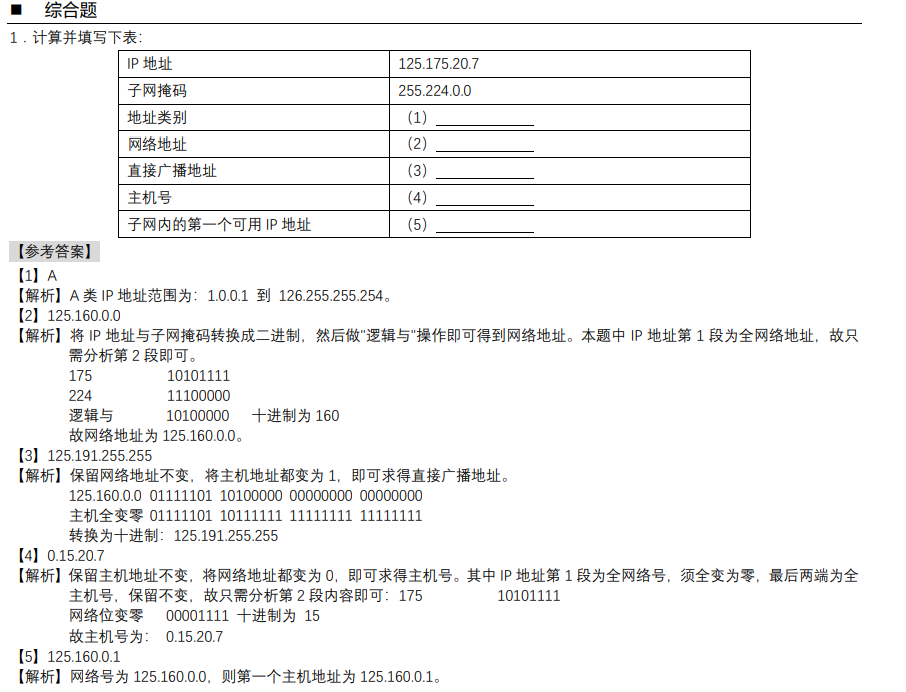 ■ 综合题
1．计算并填写下表：
IP 地址 125.175.20.7
子网掩码 255.224.0.0
地址类别 （1）____________
网络地址 （2）____________
直接广播地址 （3）____________
主机号 （4）____________
子网内的第一个可用 IP 地址 （5）____________
【参考答案】
【1】A
【解析】A 类 IP 地址范围为：1.0.0.1 到 126.255.255.254。
【2】125.160.0.0
【解析】将 IP 地址与子网掩码转换成二进制，然后做"逻辑与"操作即可得到网络地址。本题中 IP 地址第 1 段为全网络地址，故只
需分析第 2 段即可。
175 10101111
224 11100000
逻辑与 10100000 十进制为 160
故网络地址为 125.160.0.0。
【3】125.191.255.255
【解析】保留网络地址不变，将主机地址都变为 1，即可求得直接广播地址。
125.160.0.0 01111101 10100000 00000000 00000000
主机全变零 01111101 10111111 11111111 11111111
转换为十进制：125.191.255.255
【4】0.15.20.7
【解析】保留主机地址不变，将网络地址都变为 0，即可求得主机号。其中 IP 地址第 1 段为全网络号，须全变为零，最后两端为全
主机号，保留不变，故只需分析第 2 段内容即可：175 10101111
网络位变零 00001111 十进制为 15
故主机号为： 0.15.20.7
【5】125.160.0.1
【解析】网络号为 125.160.0.0，则第一个主机地址为 125.160.0.1。